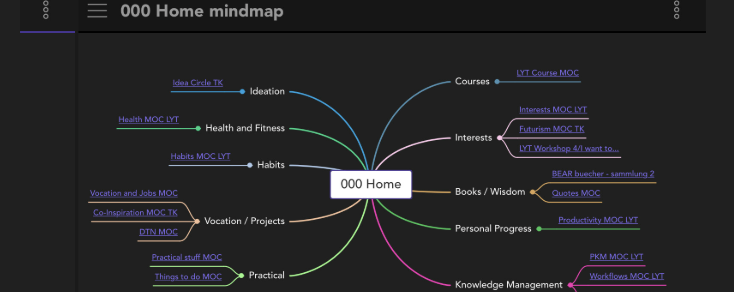 000 Home mindmap
Idea Circle TK
Ideation
Health MOC LYT
Health and Fitness
Habits MOC LYT
Habits
Vocation and Jobs MOC
Co-Inspiration MOC TK
DTN MOC
Vocation / Projects
Practical stuff MOC
Things to do MOC
Practical
000 Home
Courses
LYT Course MOC
Interests
Interests MOC LYT
Futurism MOC TK
LYT Workshop 4/I want to...
Books / Wisdom
BEAR buecher - sammlung 2
Quotes MOC
Personal Progress
Productivity MOC LYT
Knowledge Management
PKM MOC LYT
Workflows MOC LYT